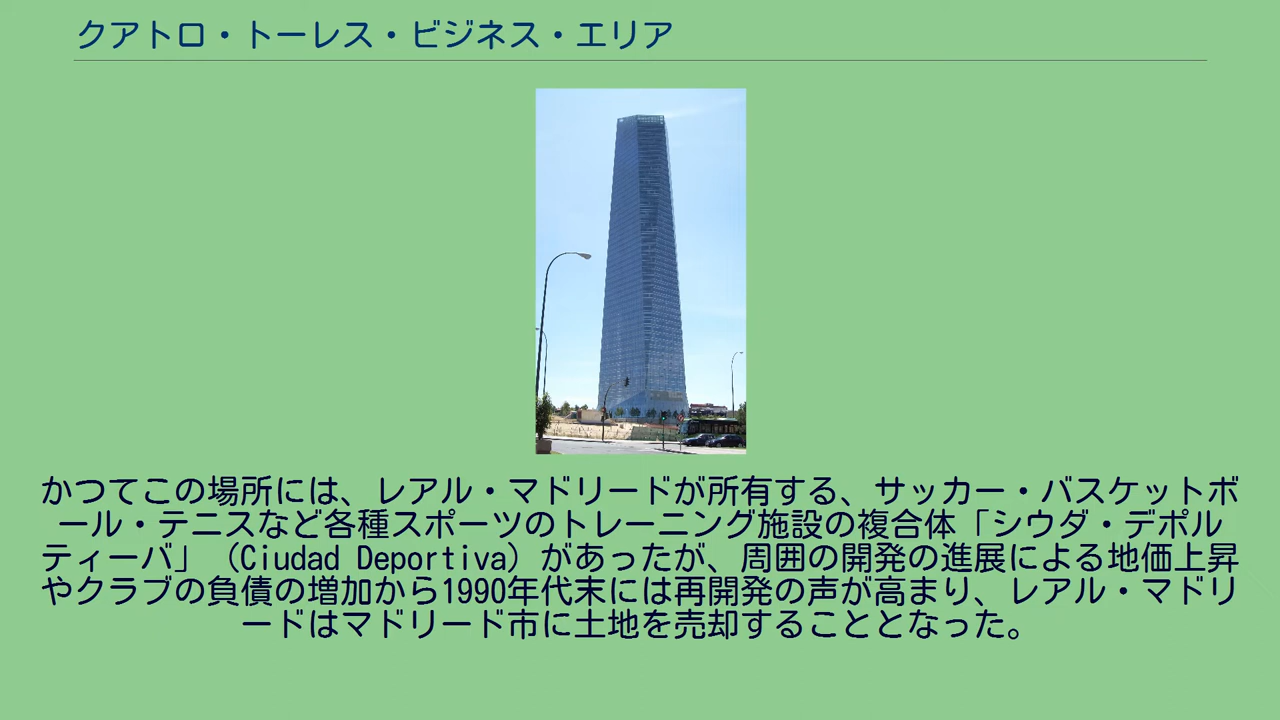 クアトロ・トーレス・ビジネス・エリア
かつてこの場所には、レアル・マドリードが所有する、サッカー・バスケットボ
ール・テニスなど各種スポーツのトレーニング施設の複合体「シウダ・デポル
ティーバ」（Ciudad Deportiva）があったが、周囲の開発の進展による地価上昇
やクラブの負債の増加から1990年代末には再開発の声が高まり、レアル・マドリ
ードはマドリード市に土地を売却することとなった。